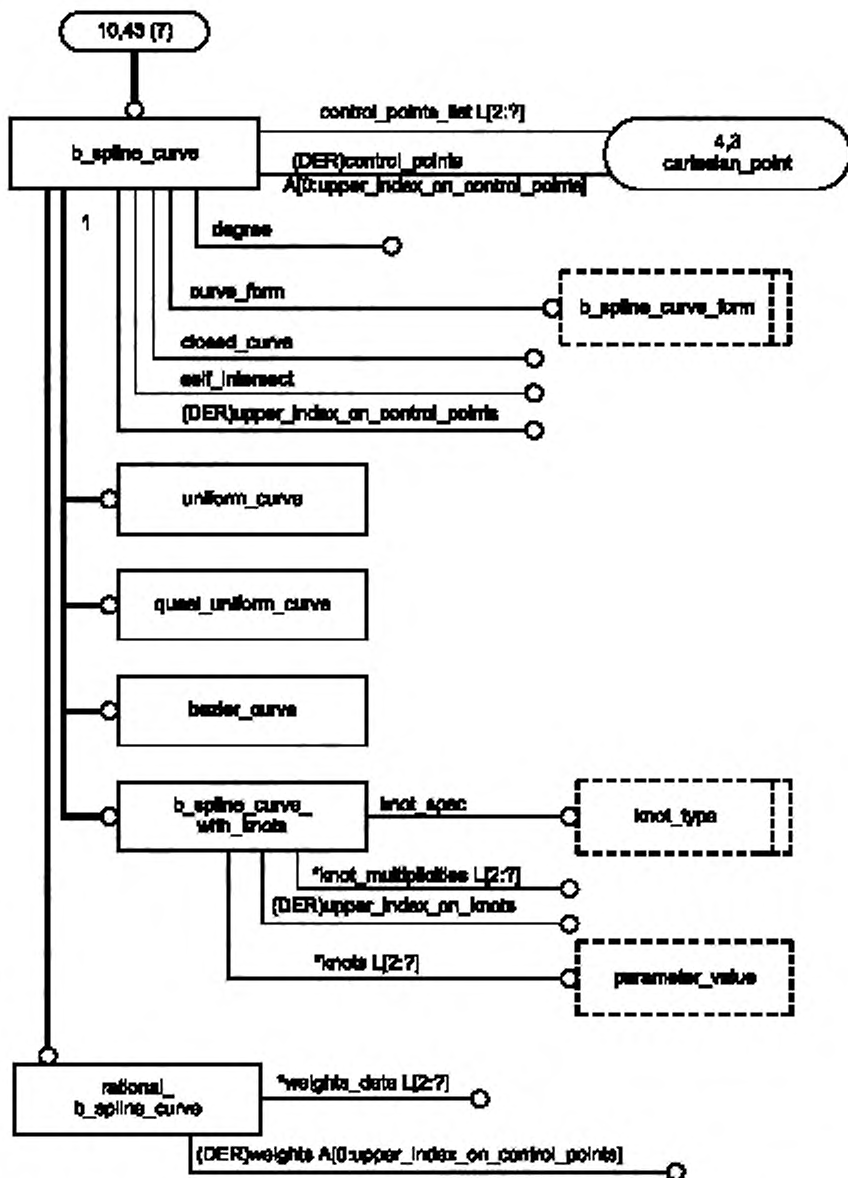 10,43 (7)
control_points_list L[2:?]
b_spline_curve
4,3
cartesian_point
(DER)control_points
A[0:upper_index_on_control_points]
1
degree
curve_form
b_spline_curve_form
closed_curve
self_intersect
(DER)upper_index_on_control_points
uniform_curve
quasi_uniform_curve
bezier_curve
b_spline_curve_
with_knots
knot_spec
knot_type
*knot_multiplicities L[2:?]
(DER)upper_index_on_knots
*knots L[2:?]
parameter_value
rational_
b_spline_curve
*weights_data L[2:?]
(DER)weights A[0:upper_index_on_control_points]